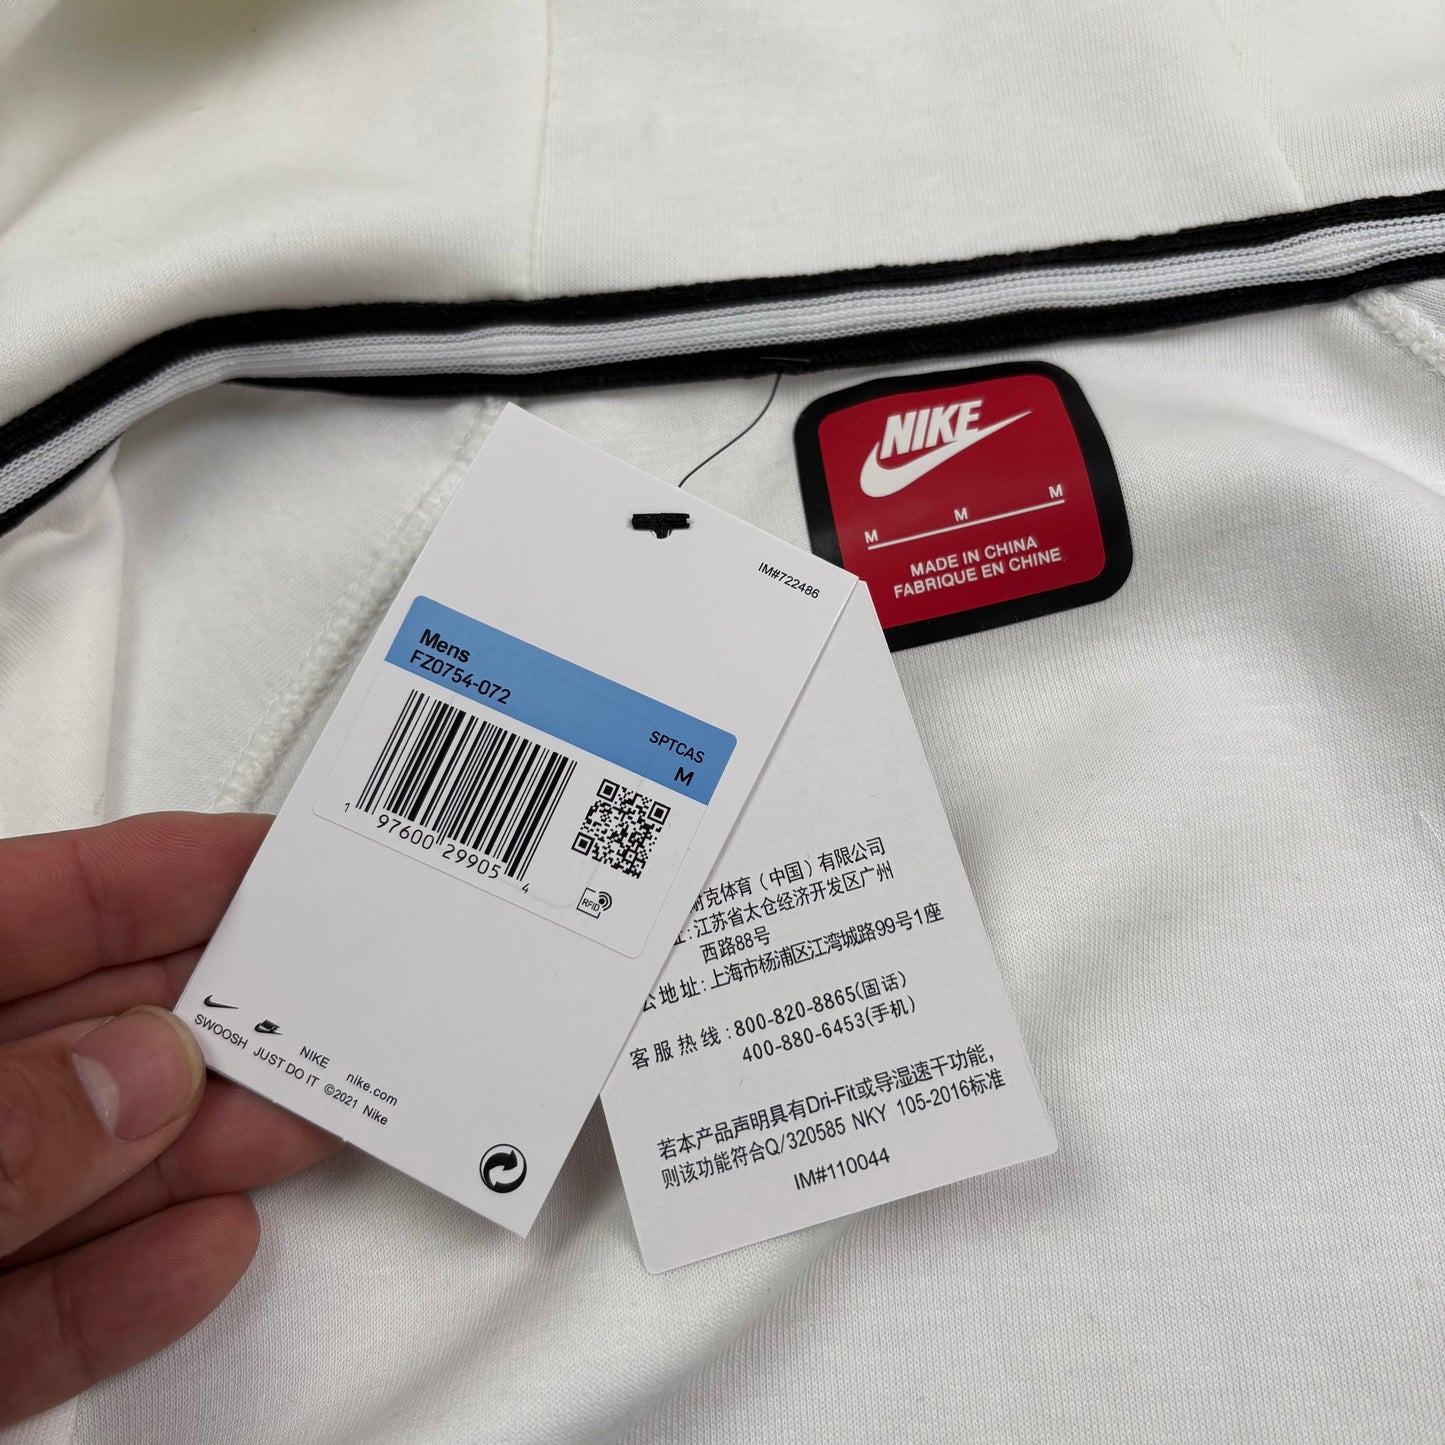 NIKE
M M M
MADE IN CHINA
FABRIQUE EN CHINE
IM#722486
Mens
FZ0754-072
SPTCAS
M
1 97600 29905 4
RFID
SWOOSH JUST DO IT NIKE nike.com
©2021 Nike
克体育(中国)有限公司
:江苏省太仓经济开发区广州
西路88号
地址:上海市杨浦区江湾城路99号1座
客服热线:800-820-8865(固话)
400-880-6453(手机)
若本产品声明具有Dri-Fit或导湿速干功能,
则该功能符合Q/320585 NKY 105-2016标准
IM#110044